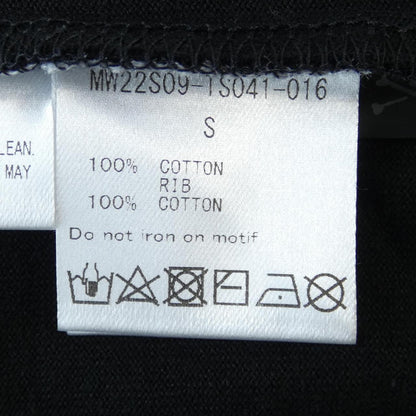 MW22S09-TS041-016
S
100% COTTON
RIB
100% COTTON
Do not iron on motif
LEAN.
MAY